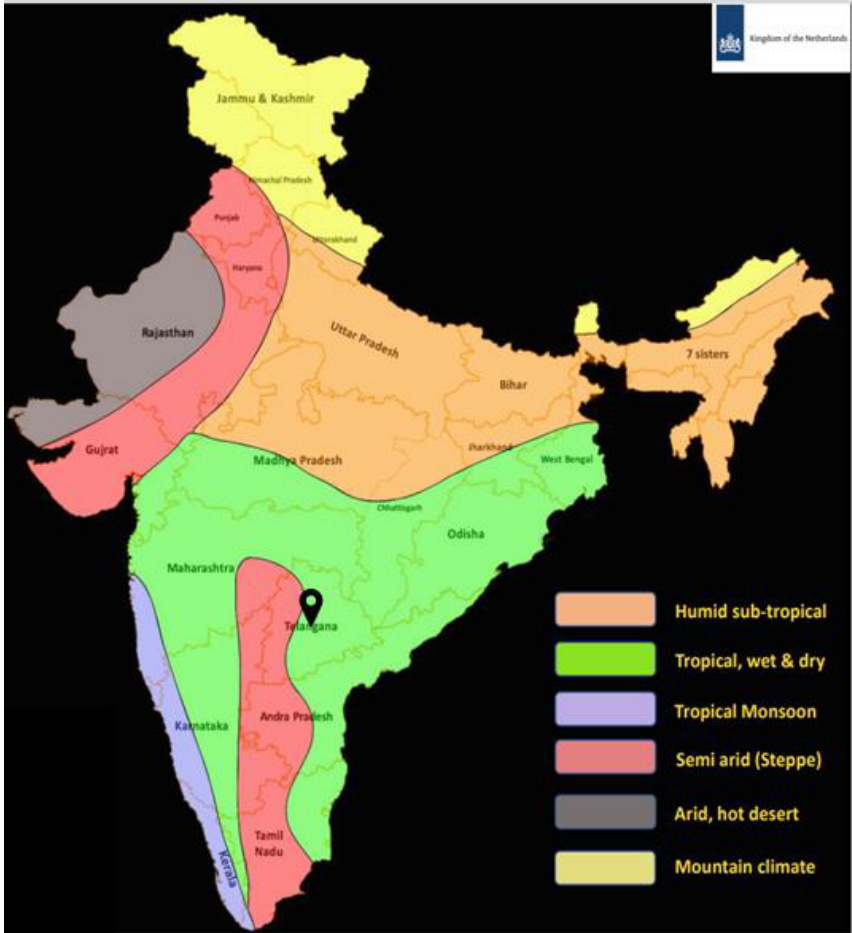 Kingdom of the Netherlands
Jammu & Kashmir
Himachal Pradesh
Punjab
Uttarakhand
Haryana
Rajasthan
Uttar Pradesh
7 sisters
Bihar
Gujrat
Madhya Pradesh
Jharkhand
West Bengal
Chhattisgarh
Odisha
Maharashtra
Telangana
Karnataka
Andra Pradesh
Tamil
Nadu
Kerala
Humid sub-tropical
Tropical, wet & dry
Tropical Monsoon
Semi arid (Steppe)
Arid, hot desert
Mountain climate